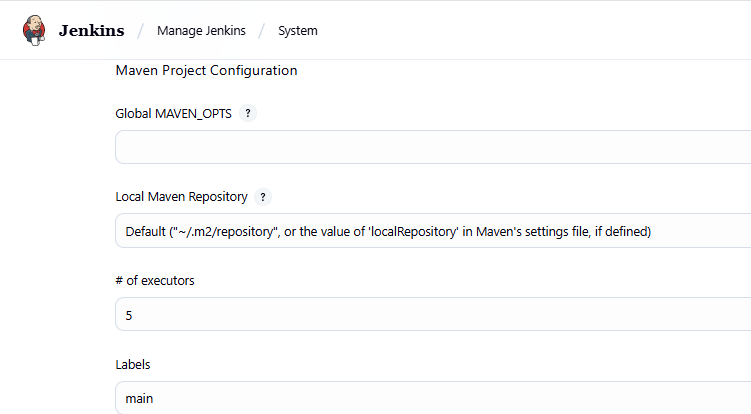 Jenkins / Manage Jenkins / System
Maven Project Configuration
Global MAVEN_OPTS ?
Local Maven Repository ?
Default ("~/.m2/repository", or the value of 'localRepository' in Maven's settings file, if defined)
# of executors
5
Labels
main